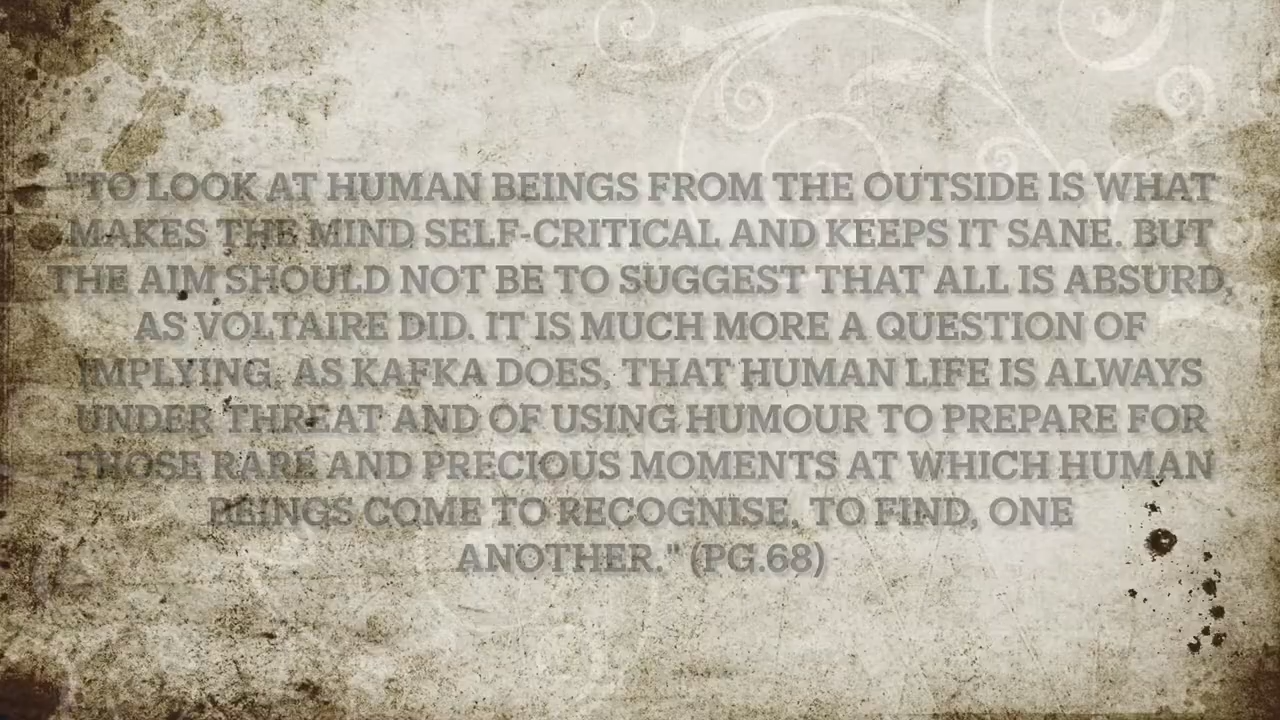 "TO LOOK AT HUMAN BEINGS FROM THE OUTSIDE IS WHAT
MAKES THE MIND SELF-CRITICAL AND KEEPS IT SANE. BUT
THE AIM SHOULD NOT BE TO SUGGEST THAT ALL IS ABSURD
AS VOLTAIRE DID. IT IS MUCH MORE A QUESTION OF
IMPLYING, AS KAFKA DOES, THAT HUMAN LIFE IS ALWAYS
UNDER THREAT AND OF USING HUMOUR TO PREPARE FOR
THOSE RARE AND PRECIOUS MOMENTS AT WHICH HUMAN
BEINGS COME TO RECOGNISE, TO FIND, ONE
ANOTHER." (PG.68)